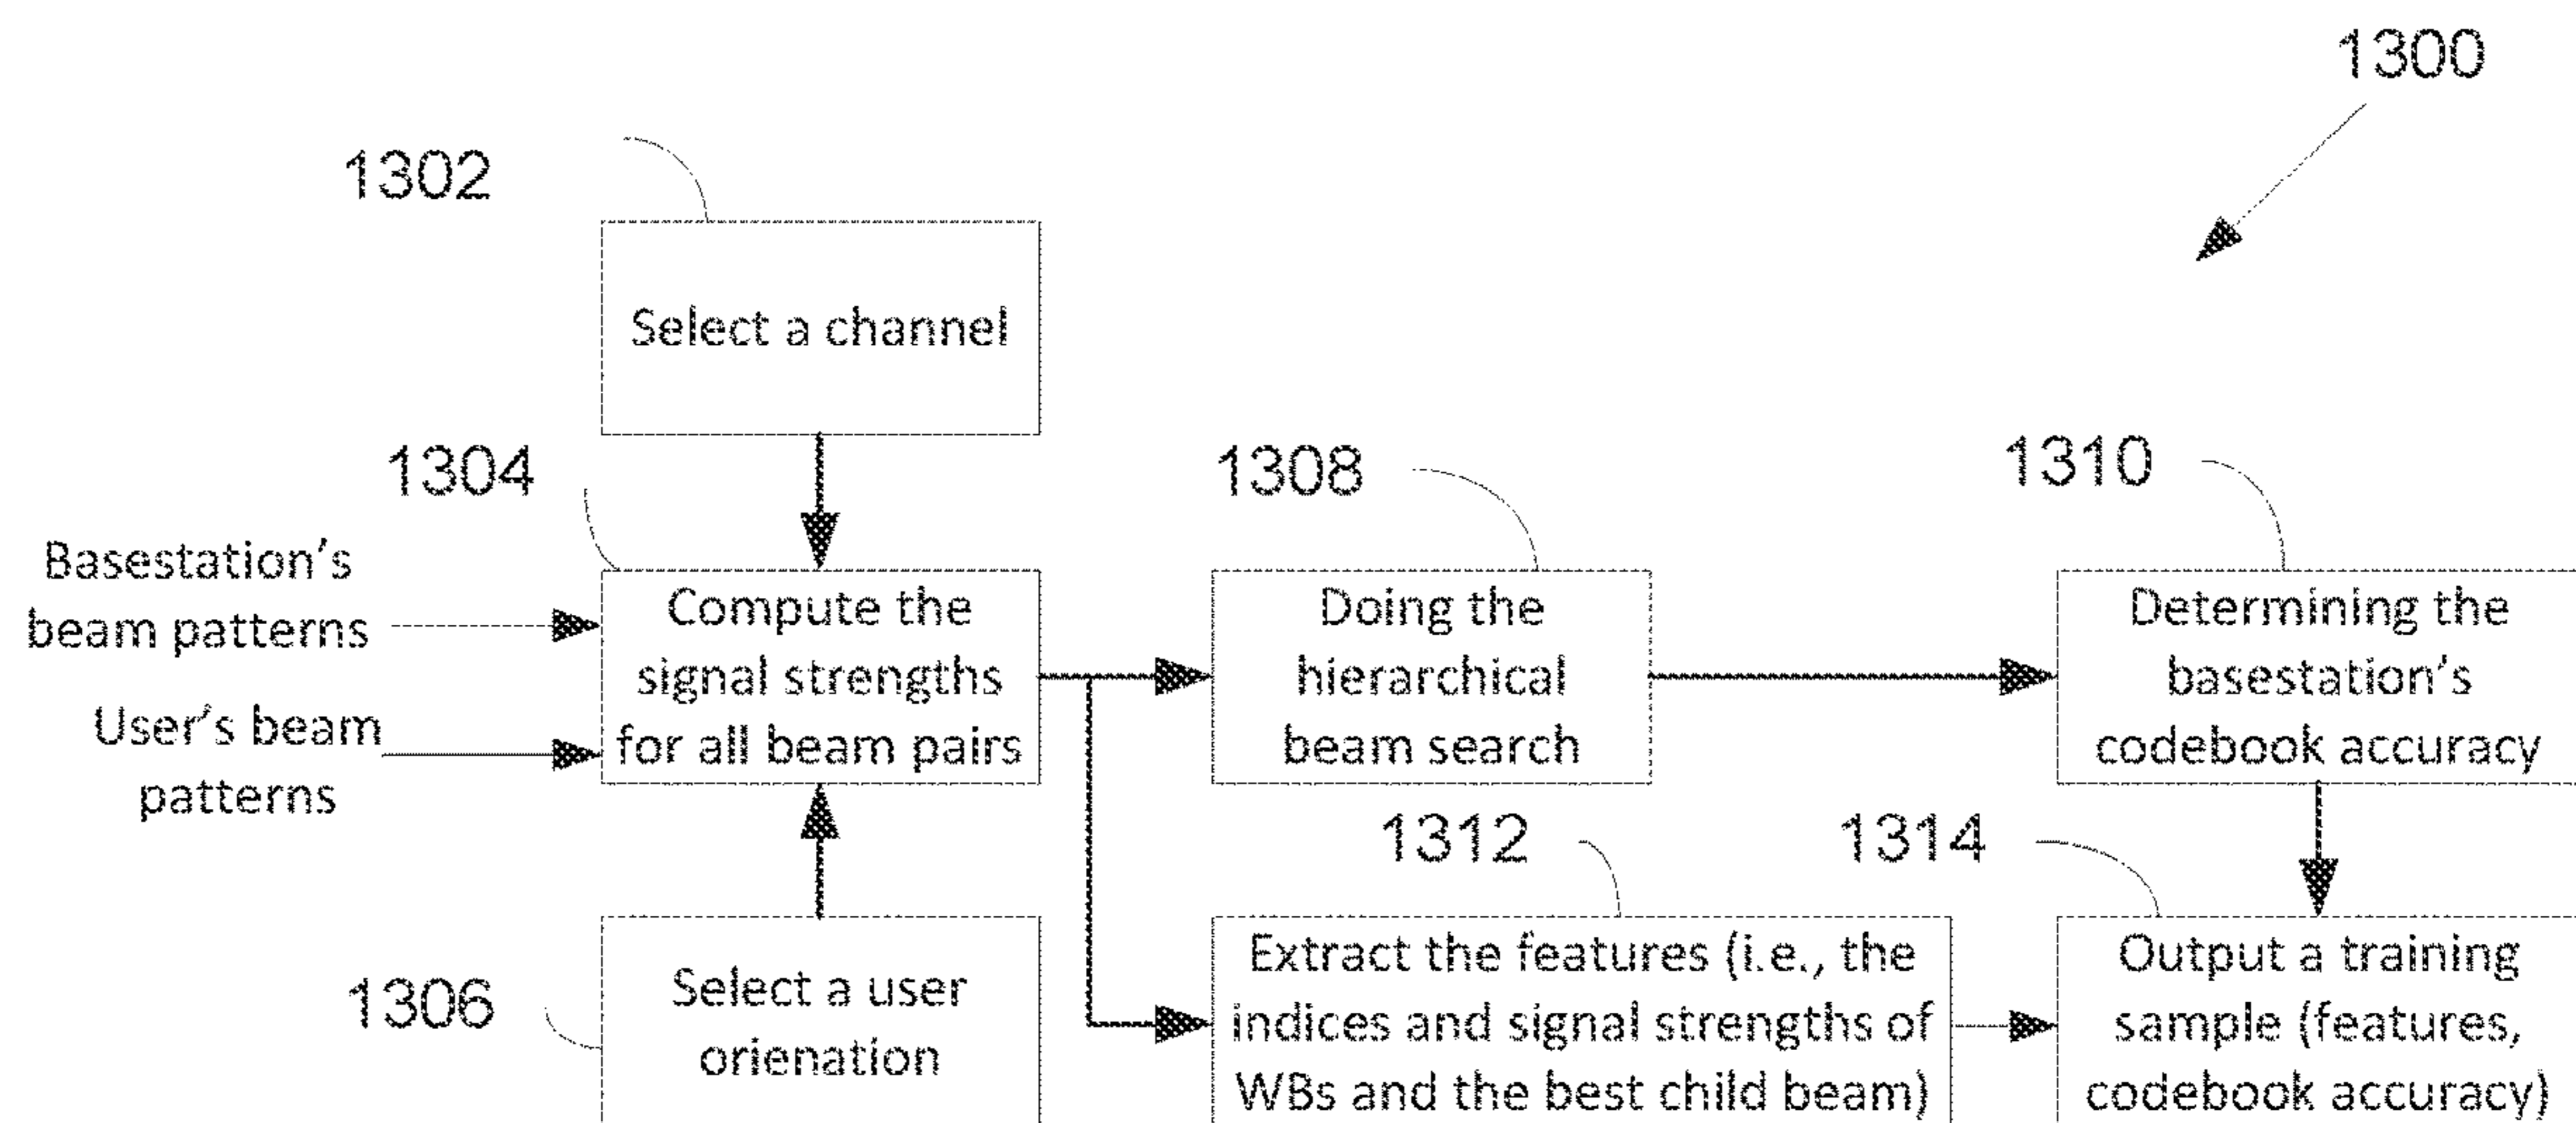 1300
1302
Select a channel
1304
1308
1310
Basestation's
beam patterns
User's beam
patterns
Compute the
signal strengths
for all beam pairs
Doing the
hierarchical
beam search
Determining the
basestation's
codebook accuracy
1312
1314
1306
Select a user
orienation
Extract the features (i.e., the
indices and signal strengths of
WBs and the best child beam)
Output a training
sample (features,
codebook accuracy)